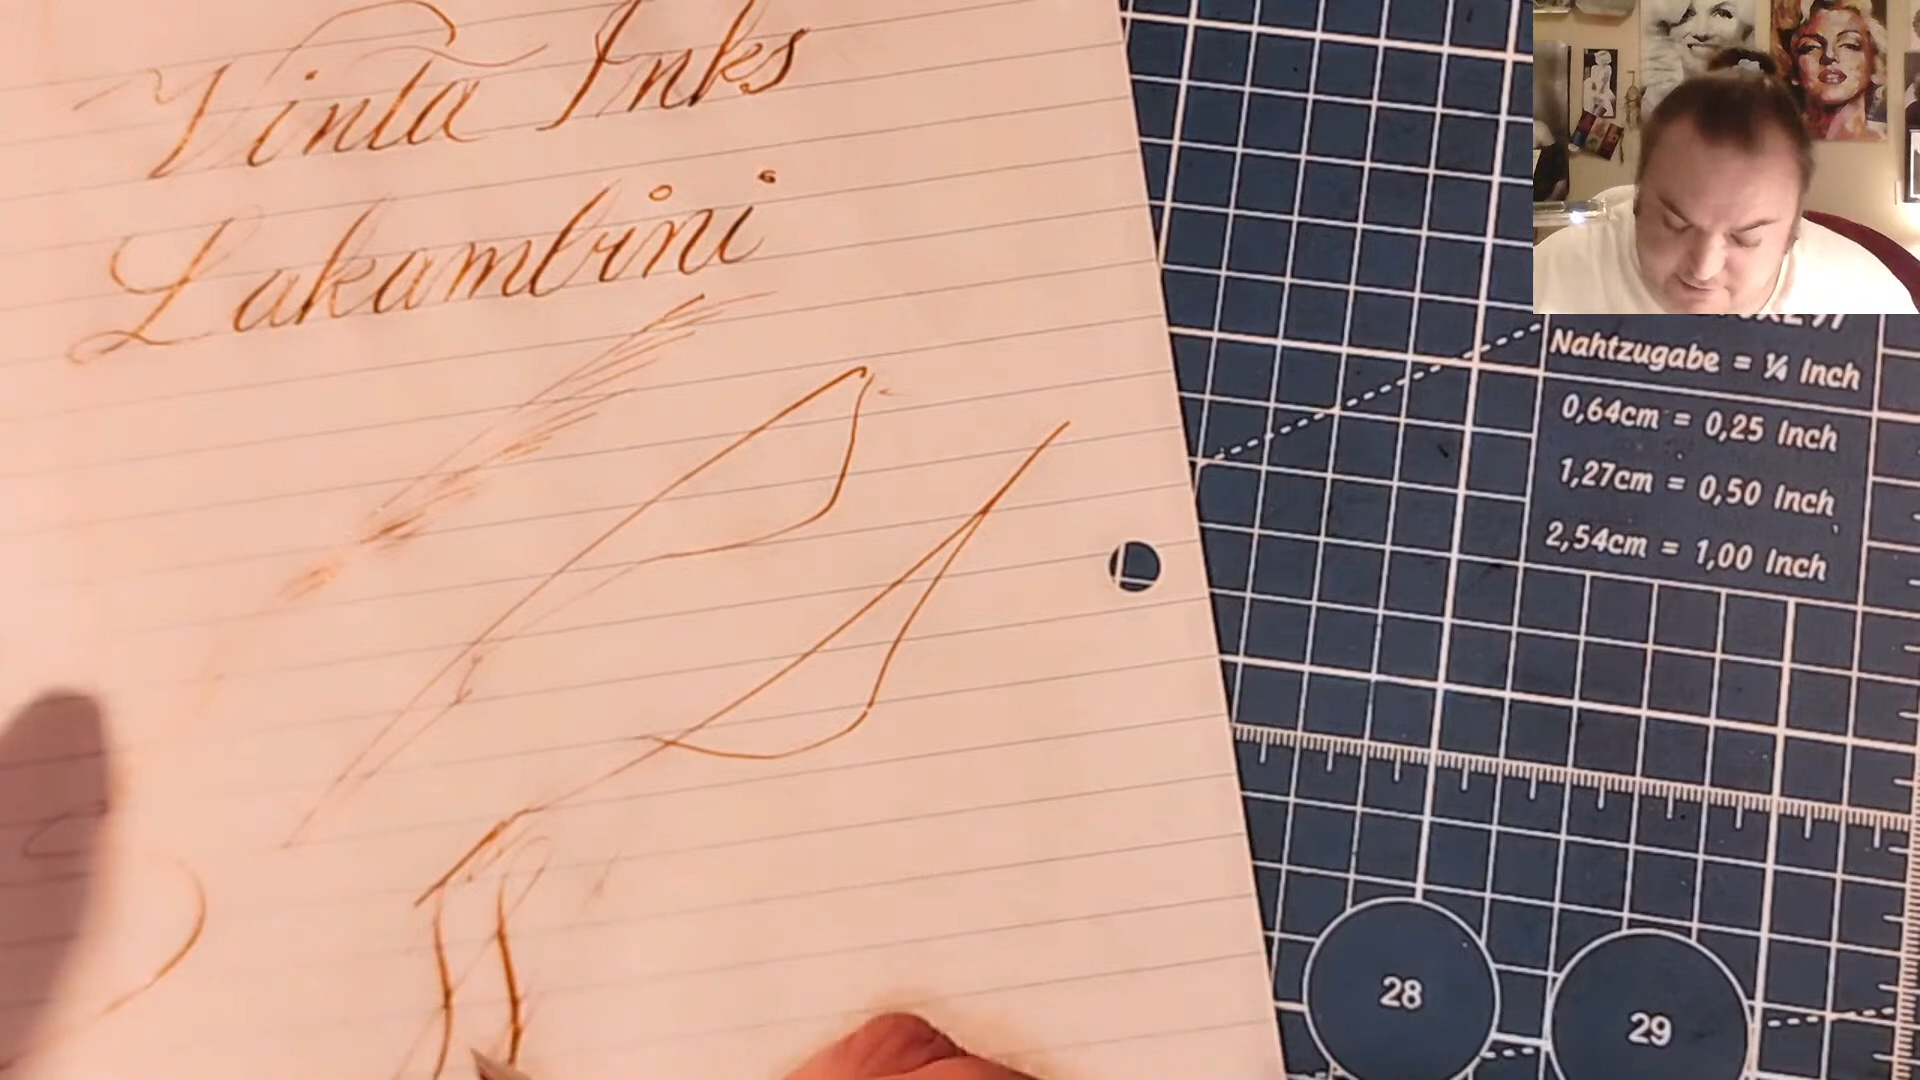 Vinta Inks
Lakambini
Nahtzugabe = ¼ Inch
0,64cm = 0,25 Inch
1,27cm = 0,50 Inch
2,54cm = 1,00 Inch
28
29